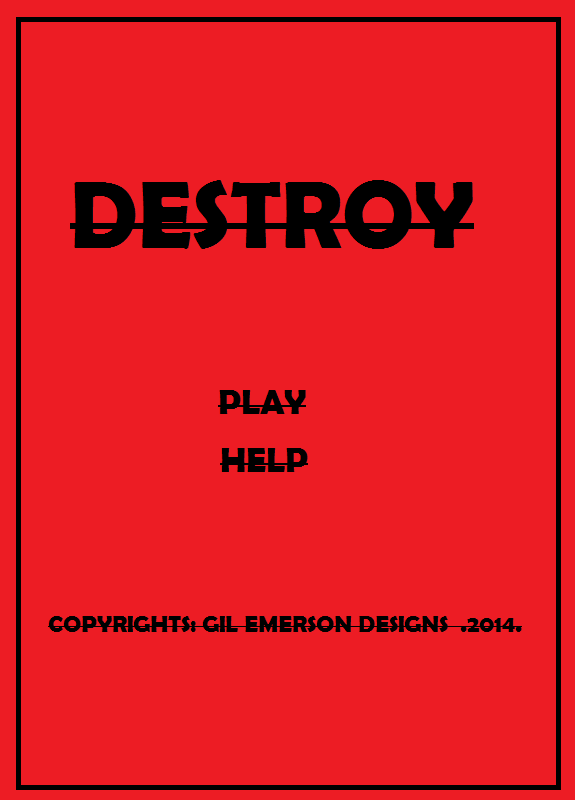 DESTROY
PLAY
HELP
COPYRIGHTS: GIL EMERSON DESIGNS .2014.